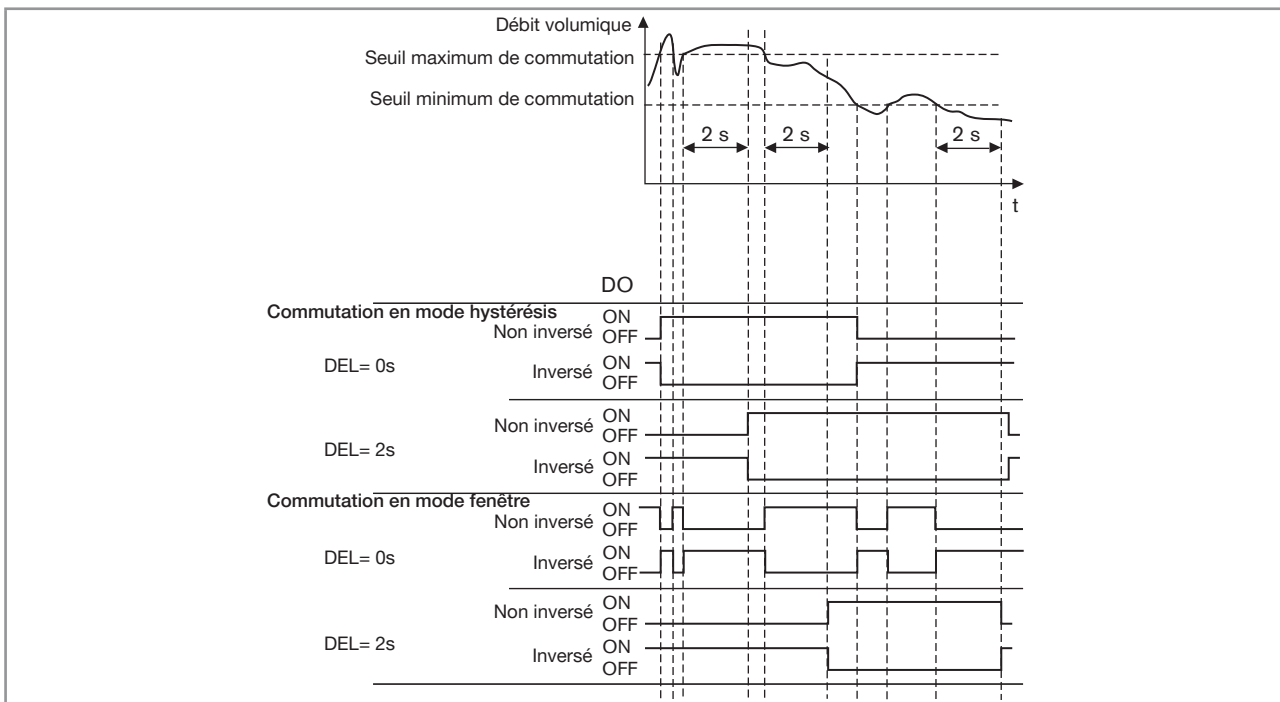 Débit volumique
Seuil maximum de commutation
Seuil minimum de commutation
2 s 2 s 2 s
t
DO
Commutation en mode hystérésis
ON
Non inversé OFF
DEL= 0s
Inversé ON
OFF
ON
Non inversé OFF
DEL= 2s
Inversé ON
OFF
Commutation en mode fenêtre
ON
Non inversé OFF
DEL= 0s
Inversé ON
OFF
Non inversé ON
OFF
DEL= 2s
Inversé ON
OFF